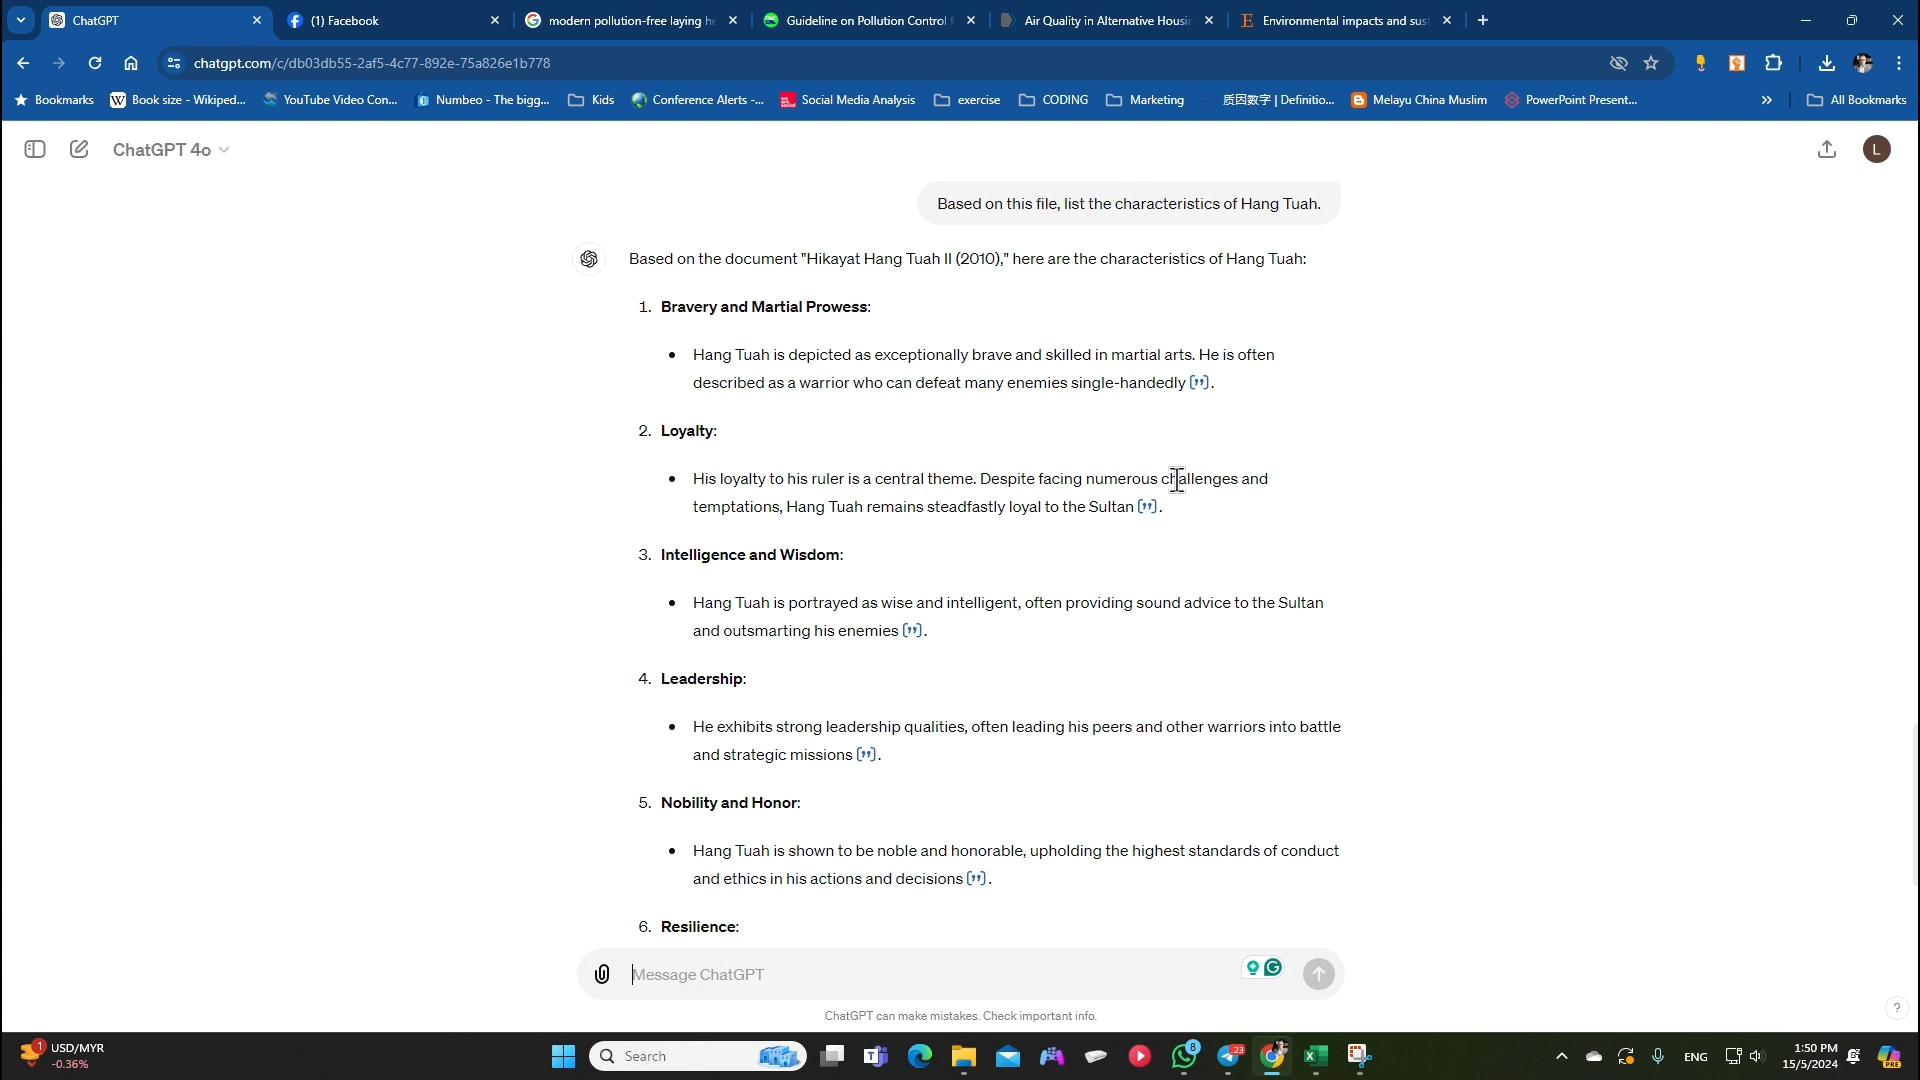 ChatGPT
(1) Facebook
modern pollution-free laying he
Guideline on Pollution Control f
Air Quality in Alternative Housin
Environmental impacts and sust
chatgpt.com/c/db03db55-2af5-4c77-892e-75a826e1b778
Bookmarks
Book size - Wikiped...
YouTube Video Con...
Numbeo - The bigg...
Kids
Conference Alerts -...
Social Media Analysis
exercise
CODING
Marketing
质因数字 | Definitio...
Melayu China Muslim
PowerPoint Present...
All Bookmarks
ChatGPT 4o
L
Based on this file, list the characteristics of Hang Tuah.
Based on the document "Hikayat Hang Tuah II (2010)," here are the characteristics of Hang Tuah:
1. Bravery and Martial Prowess:
• Hang Tuah is depicted as exceptionally brave and skilled in martial arts. He is often
described as a warrior who can defeat many enemies single-handedly ["].
2. Loyalty:
• His loyalty to his ruler is a central theme. Despite facing numerous challenges and
temptations, Hang Tuah remains steadfastly loyal to the Sultan ["].
3. Intelligence and Wisdom:
• Hang Tuah is portrayed as wise and intelligent, often providing sound advice to the Sultan
and outsmarting his enemies ["].
4. Leadership:
• He exhibits strong leadership qualities, often leading his peers and other warriors into battle
and strategic missions ["].
5. Nobility and Honor:
• Hang Tuah is shown to be noble and honorable, upholding the highest standards of conduct
and ethics in his actions and decisions ["].
6. Resilience:
Message ChatGPT
ChatGPT can make mistakes. Check important info.
?
1
USD/MYR
-0.36%
Search
8
23
ENG
1:50 PM
15/5/2024
PRE